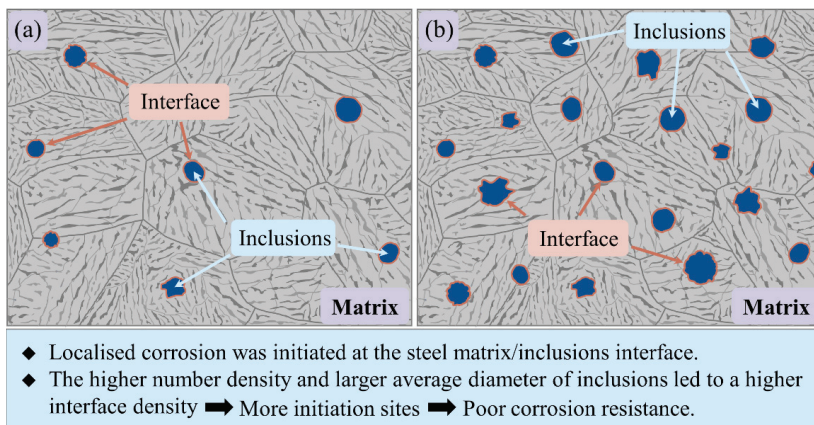 (a)
Interface
Inclusions
Matrix
(b)
Inclusions
Interface
Matrix
◆ Localised corrosion was initiated at the steel matrix/inclusions interface.
◆ The higher number density and larger average diameter of inclusions led to a higher
interface density ➡ More initiation sites ➡ Poor corrosion resistance.